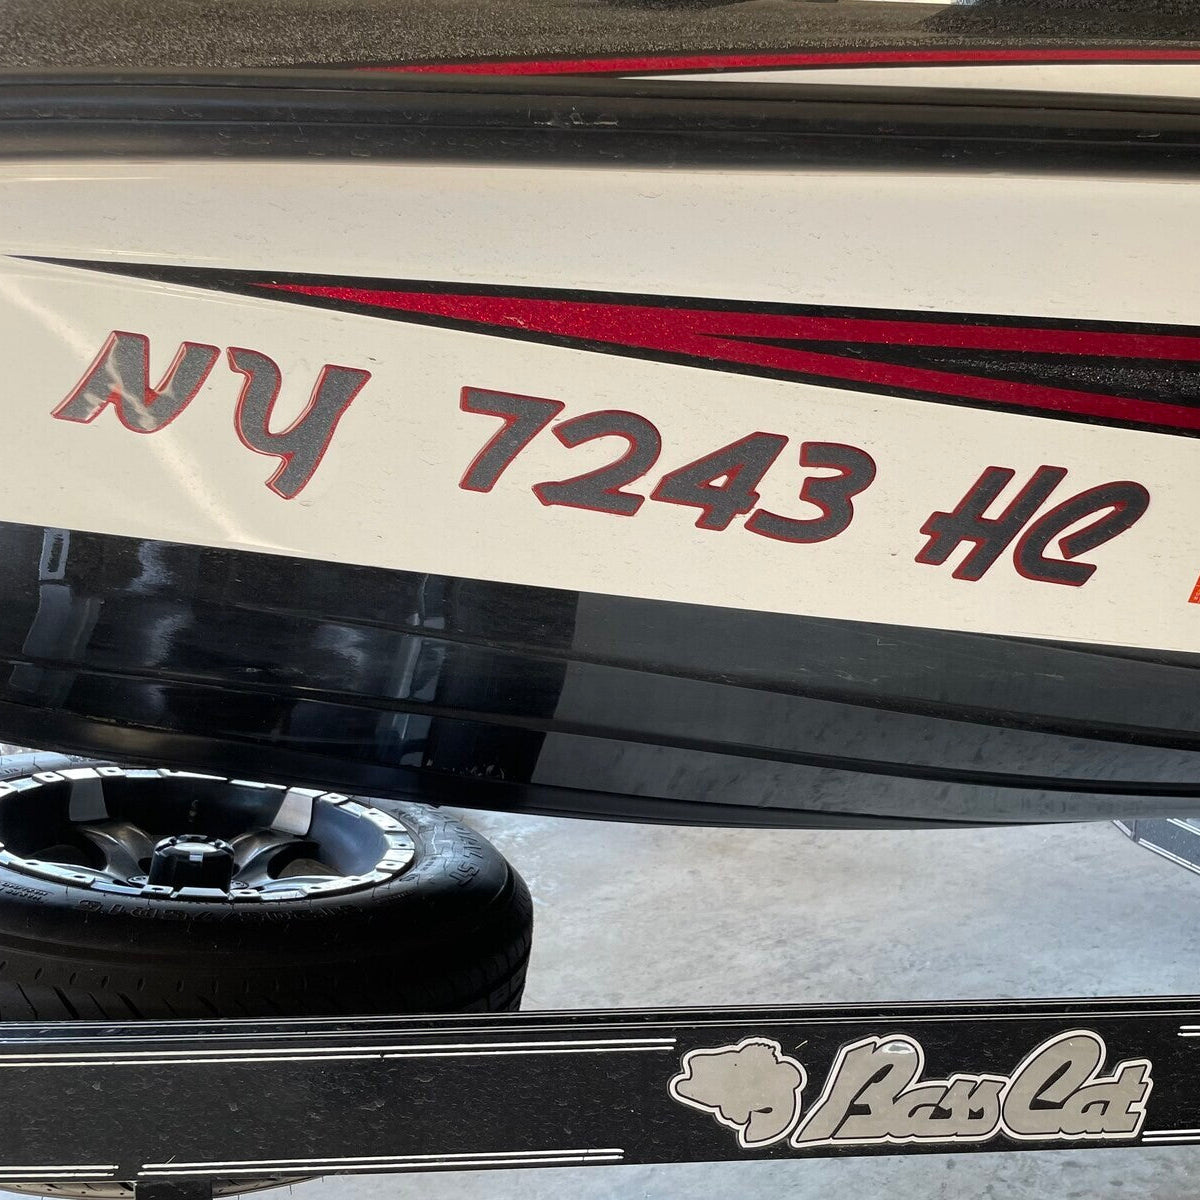 NY 7243 HC
Bass Cat